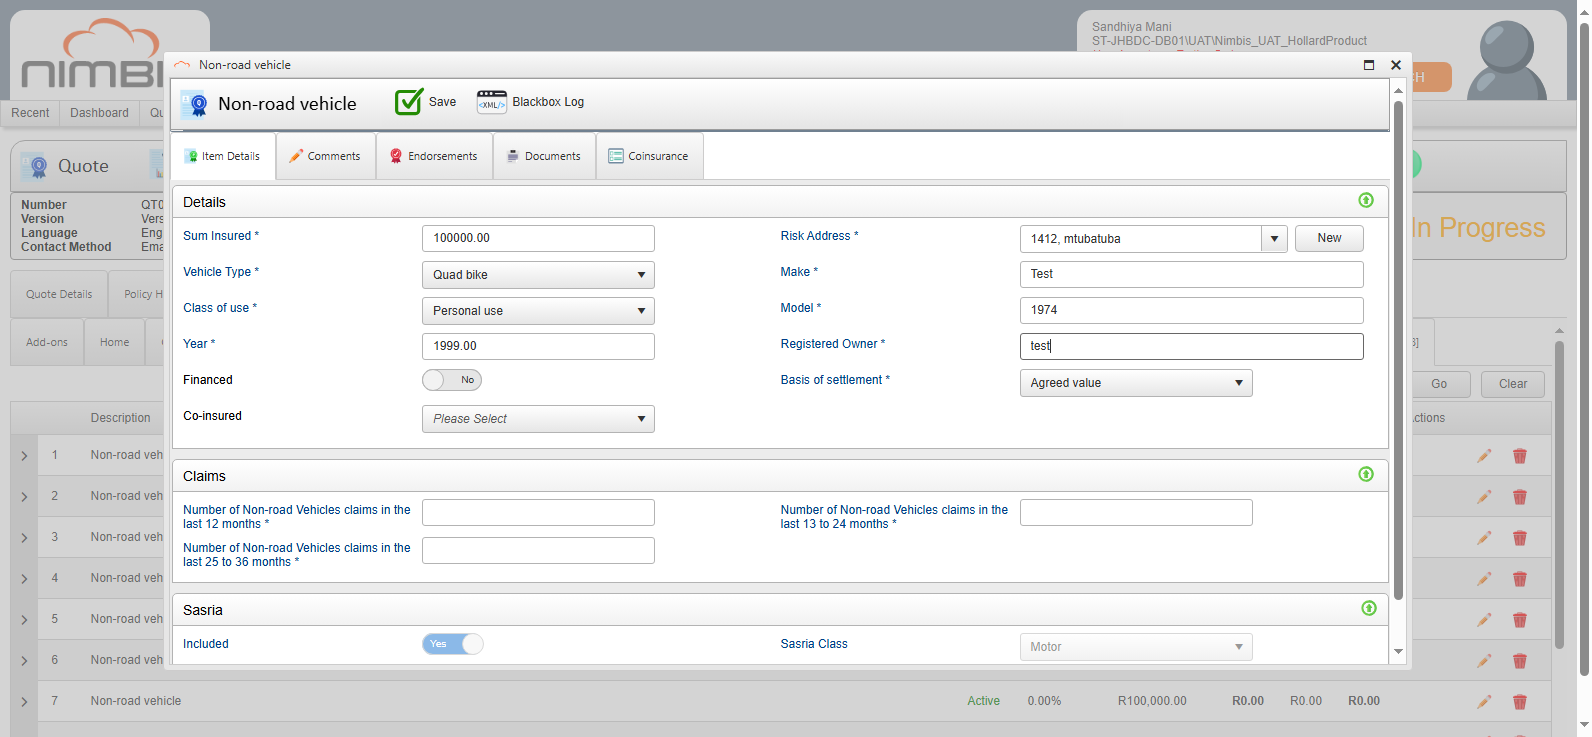 NIMBIS
Sandhiya Mani
ST-JHBDC-DB01\UAT\Nimbis_UAT_HollardProduct
Recent
Dashboard
Quote
Number QT0
Version Vers
Language Eng
Contact Method Ema
In Progress
Quote Details
Policy H
Add-ons
Home
Go
Clear
Description
ctions
1 Non-road veh
2 Non-road veh
3 Non-road veh
4 Non-road veh
5 Non-road veh
6 Non-road veh
7 Non-road vehicle Active 0.00% R100,000.00 R0.00 R0.00 R0.00
Non-road vehicle
Non-road vehicle
Save
<XML/>
Blackbox Log
Item Details
Comments
Endorsements
Documents
Coinsurance
Details
Sum Insured * 100000.00
Risk Address * 1412, mtubatuba New
Vehicle Type * Quad bike
Make * Test
Class of use * Personal use
Model * 1974
Year * 1999.00
Registered Owner * test
Financed No
Basis of settlement * Agreed value
Co-insured Please Select
Claims
Number of Non-road Vehicles claims in the
last 12 months *
Number of Non-road Vehicles claims in the
last 13 to 24 months *
Number of Non-road Vehicles claims in the
last 25 to 36 months *
Sasria
Included Yes
Sasria Class Motor